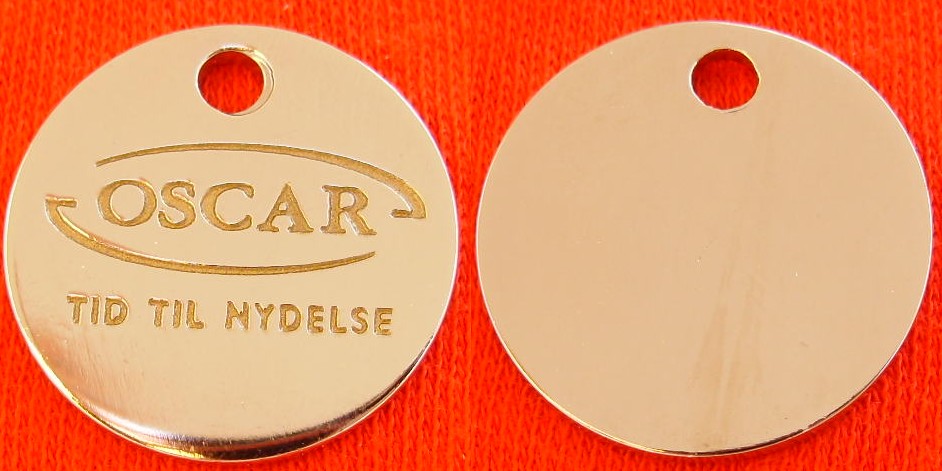 OSCAR
TID TIL NYDELSE